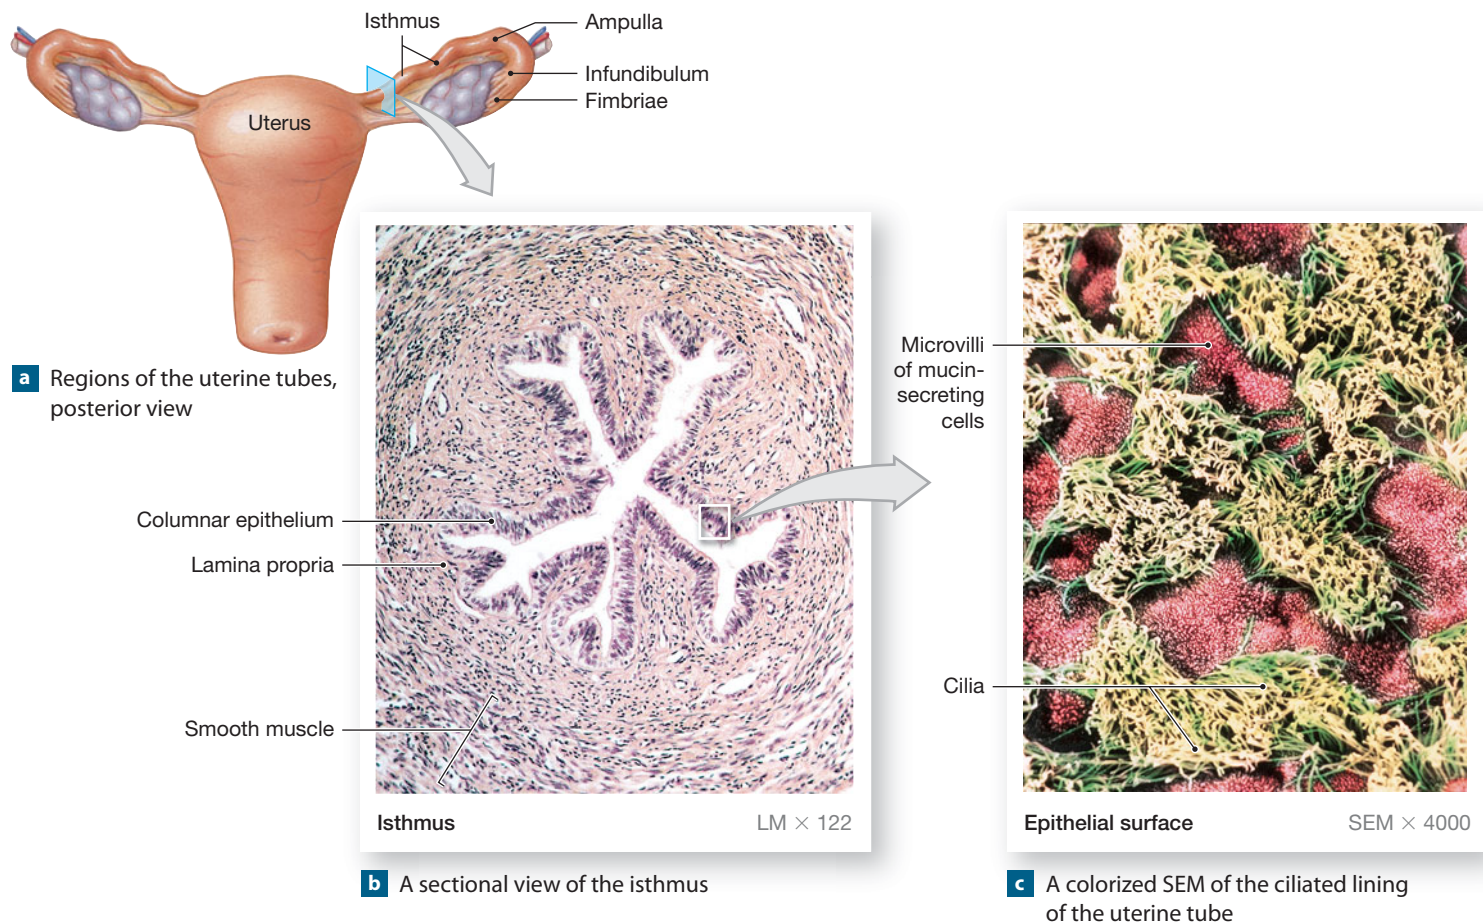 Isthmus
Ampulla
Infundibulum
Fimbriae
Uterus
a Regions of the uterine tubes,
posterior view
Columnar epithelium
Lamina propria
Smooth muscle
Isthmus LM × 122
b A sectional view of the isthmus
Microvilli
of mucin-
secreting
cells
Cilia
Epithelial surface SEM × 4000
c A colorized SEM of the ciliated lining
of the uterine tube